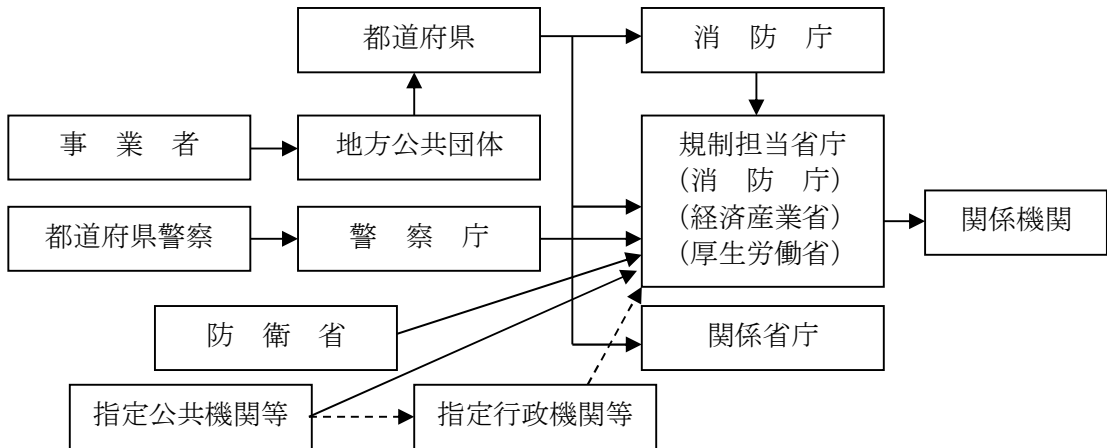 都道府県
消　防　庁
事　業　者
地方公共団体
規制担当省庁
（消　防　庁）
（経済産業省）
（厚生労働省）
都道府県警察
警　察　庁
関係機関
防　衛　省
関係省庁
指定公共機関等
指定行政機関等